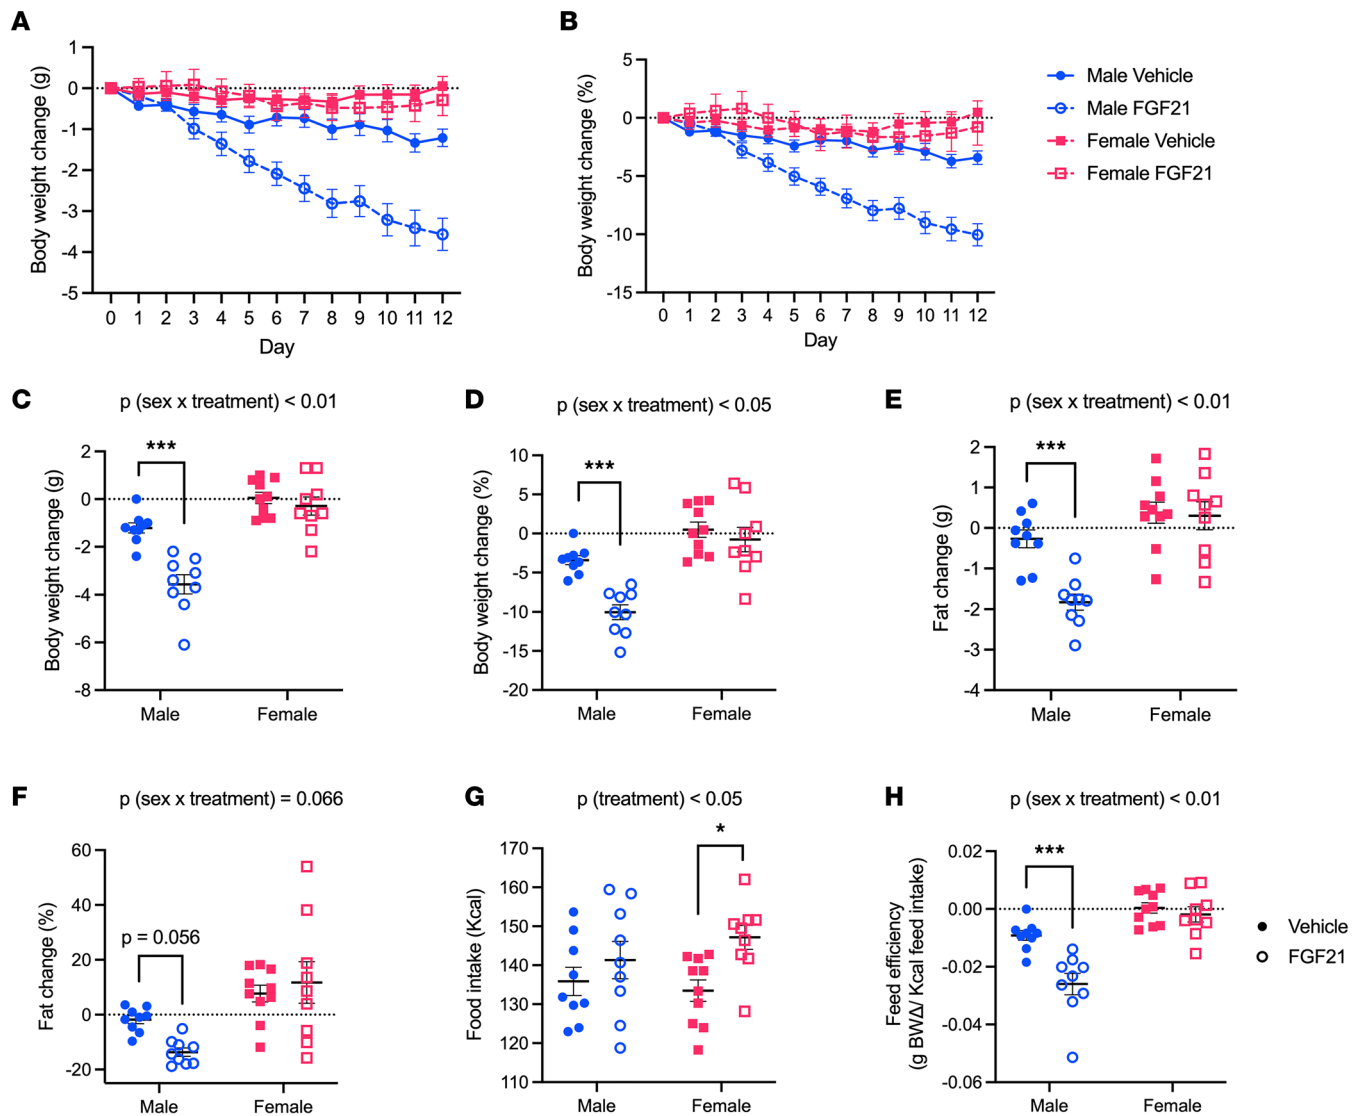 A
B
Body weight change (g)
1
0
-1
-2
-3
-4
-5
0 1 2 3 4 5 6 7 8 9 10 11 12
Day
Body weight change (%)
5
0
-5
-10
-15
0 1 2 3 4 5 6 7 8 9 10 11 12
Day
Male Vehicle
Male FGF21
Female Vehicle
Female FGF21
C
p (sex x treatment) < 0.01
Body weight change (g)
2
0
-2
-4
-6
-8
***
Male Female
D
p (sex x treatment) < 0.05
Body weight change (%)
10
5
0
-5
-10
-15
-20
***
Male Female
E
p (sex x treatment) < 0.01
Fat change (g)
2
1
0
-1
-2
-3
-4
***
Male Female
F
p (sex x treatment) = 0.066
Fat change (%)
60
40
20
0
-20
p = 0.056
Male Female
G
p (treatment) < 0.05
Food intake (Kcal)
170
160
150
140
130
120
110
*
Male Female
H
p (sex x treatment) < 0.01
Feed efficiency
(g BWΔ/ Kcal feed intake)
0.02
0.00
-0.02
-0.04
-0.06
***
Male Female
Vehicle
FGF21